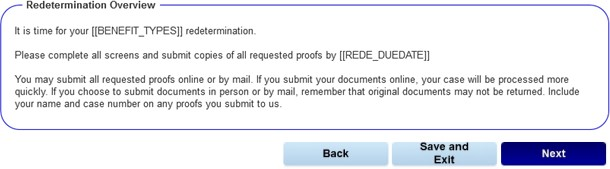 Redetermination Overview
It is time for your [[BENEFIT_TYPES]] redetermination.
Please complete all screens and submit copies of all requested proofs by [[REDE_DUEDATE]]
You may submit all requested proofs online or by mail. If you submit your documents online, your case will be processed more
quickly. If you choose to submit documents in person or by mail, remember that original documents may not be returned. Include
your name and case number on any proofs you submit to us.
Back
Save and
Exit
Next